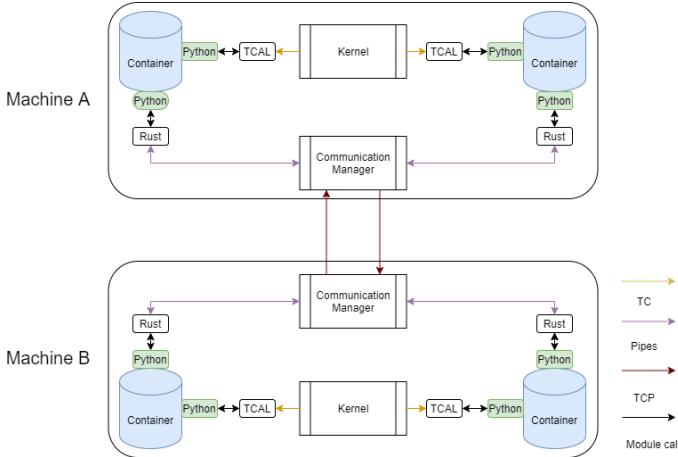 Python
TCAL
Kernel
TCAL
Python
Container
Container
Machine A
Python
Python
Rust
Rust
Communication
Manager
Communication
Manager
TC
Rust
Rust
Pipes
Machine B
Python
Python
TCP
Python
TCAL
Kernel
TCAL
Python
Container
Container
Module cal